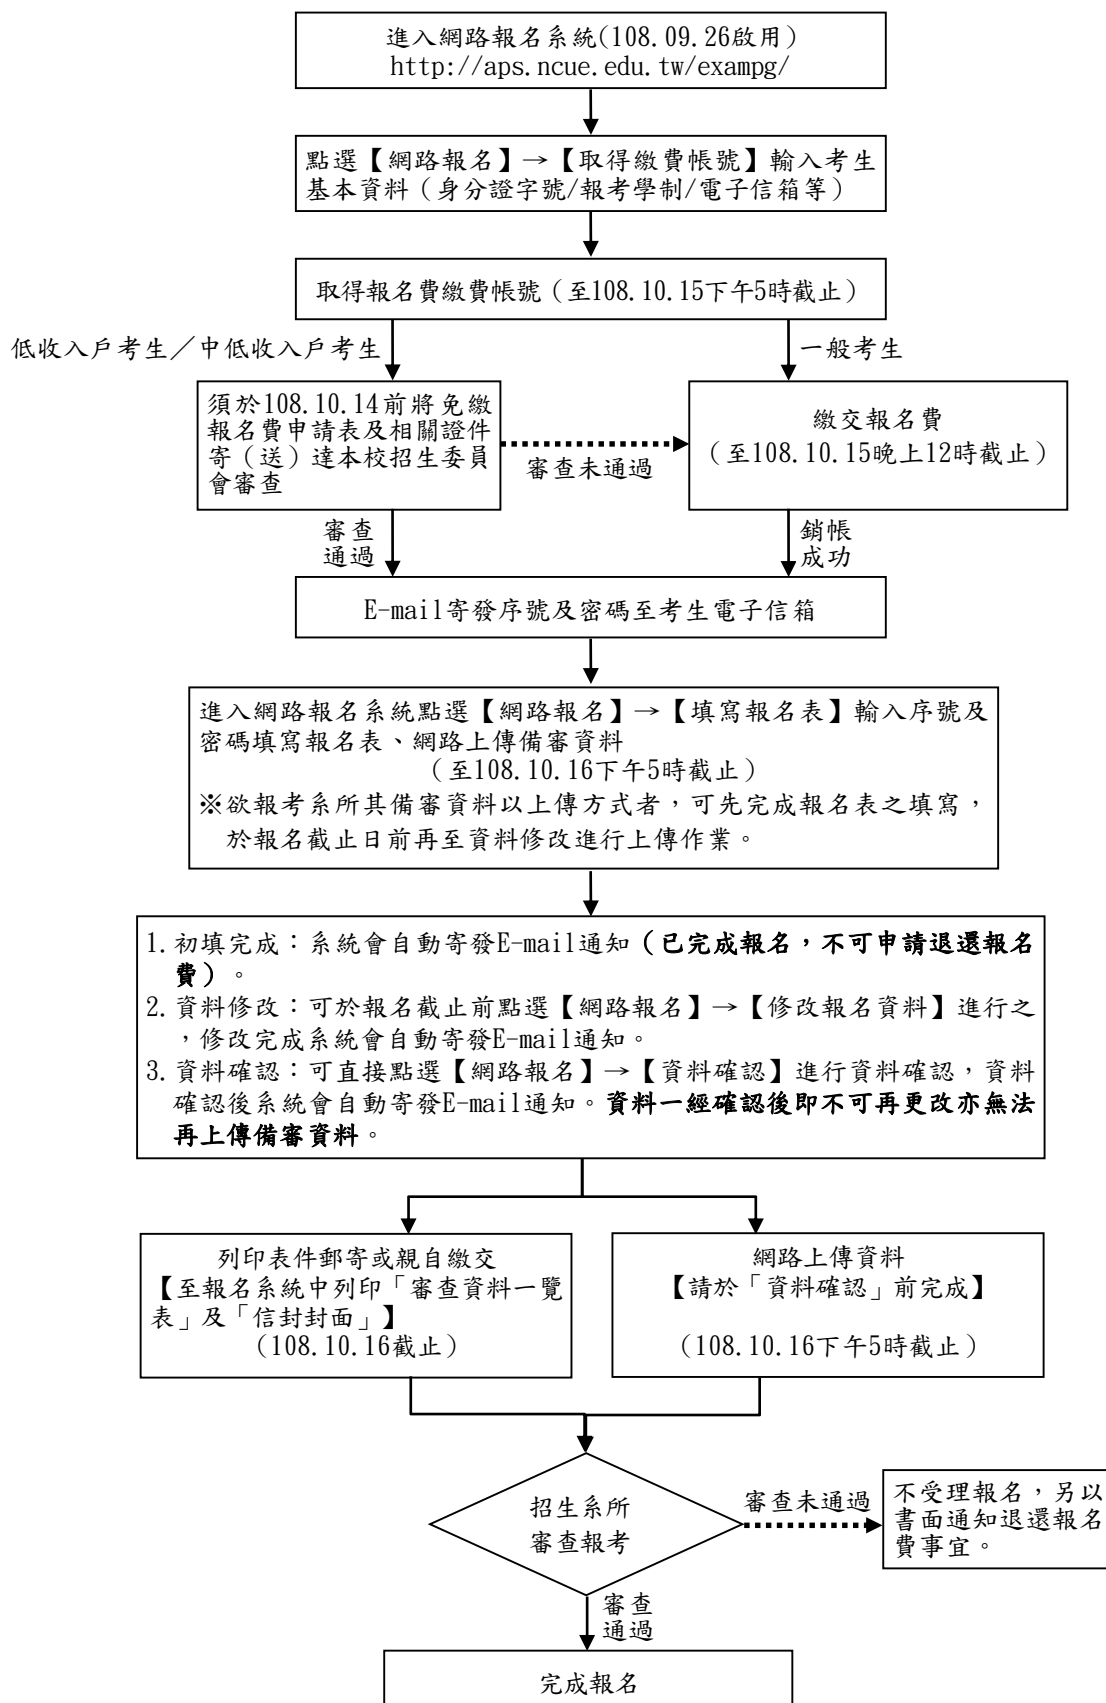 進入網路報名系統(108.09.26啟用)
http://aps.ncue.edu.tw/exampg/
點選【網路報名】→【取得繳費帳號】輸入考生
基本資料（身分證字號/報考學制/電子信箱等）
取得報名費繳費帳號（至108.10.15下午5時截止）
低收入戶考生／中低收入戶考生
一般考生
須於108.10.14前將免繳
報名費申請表及相關證件
寄（送）達本校招生委員
會審查
審查未通過
繳交報名費
（至108.10.15晚上12時截止）
審查
通過
銷帳
成功
E-mail寄發序號及密碼至考生電子信箱
進入網路報名系統點選【網路報名】→【填寫報名表】輸入序號及
密碼填寫報名表、網路上傳備審資料
（至108.10.16下午5時截止）
※欲報考系所其備審資料以上傳方式者，可先完成報名表之填寫，
於報名截止日前再至資料修改進行上傳作業。
1.初填完成：系統會自動寄發E-mail通知（已完成報名，不可申請退還報名
費）。
2.資料修改：可於報名截止前點選【網路報名】→【修改報名資料】進行之
，修改完成系統會自動寄發E-mail通知。
3.資料確認：可直接點選【網路報名】→【資料確認】進行資料確認，資料
確認後系統會自動寄發E-mail通知。資料一經確認後即不可再更改亦無法
再上傳備審資料。
列印表件郵寄或親自繳交
【至報名系統中列印「審查資料一覽
表」及「信封封面」】
（108.10.16截止）
網路上傳資料
【請於「資料確認」前完成】
（108.10.16下午5時截止）
招生系所
審查報考
審查未通過
不受理報名，另以
書面通知退還報名
費事宜。
審查
通過
完成報名